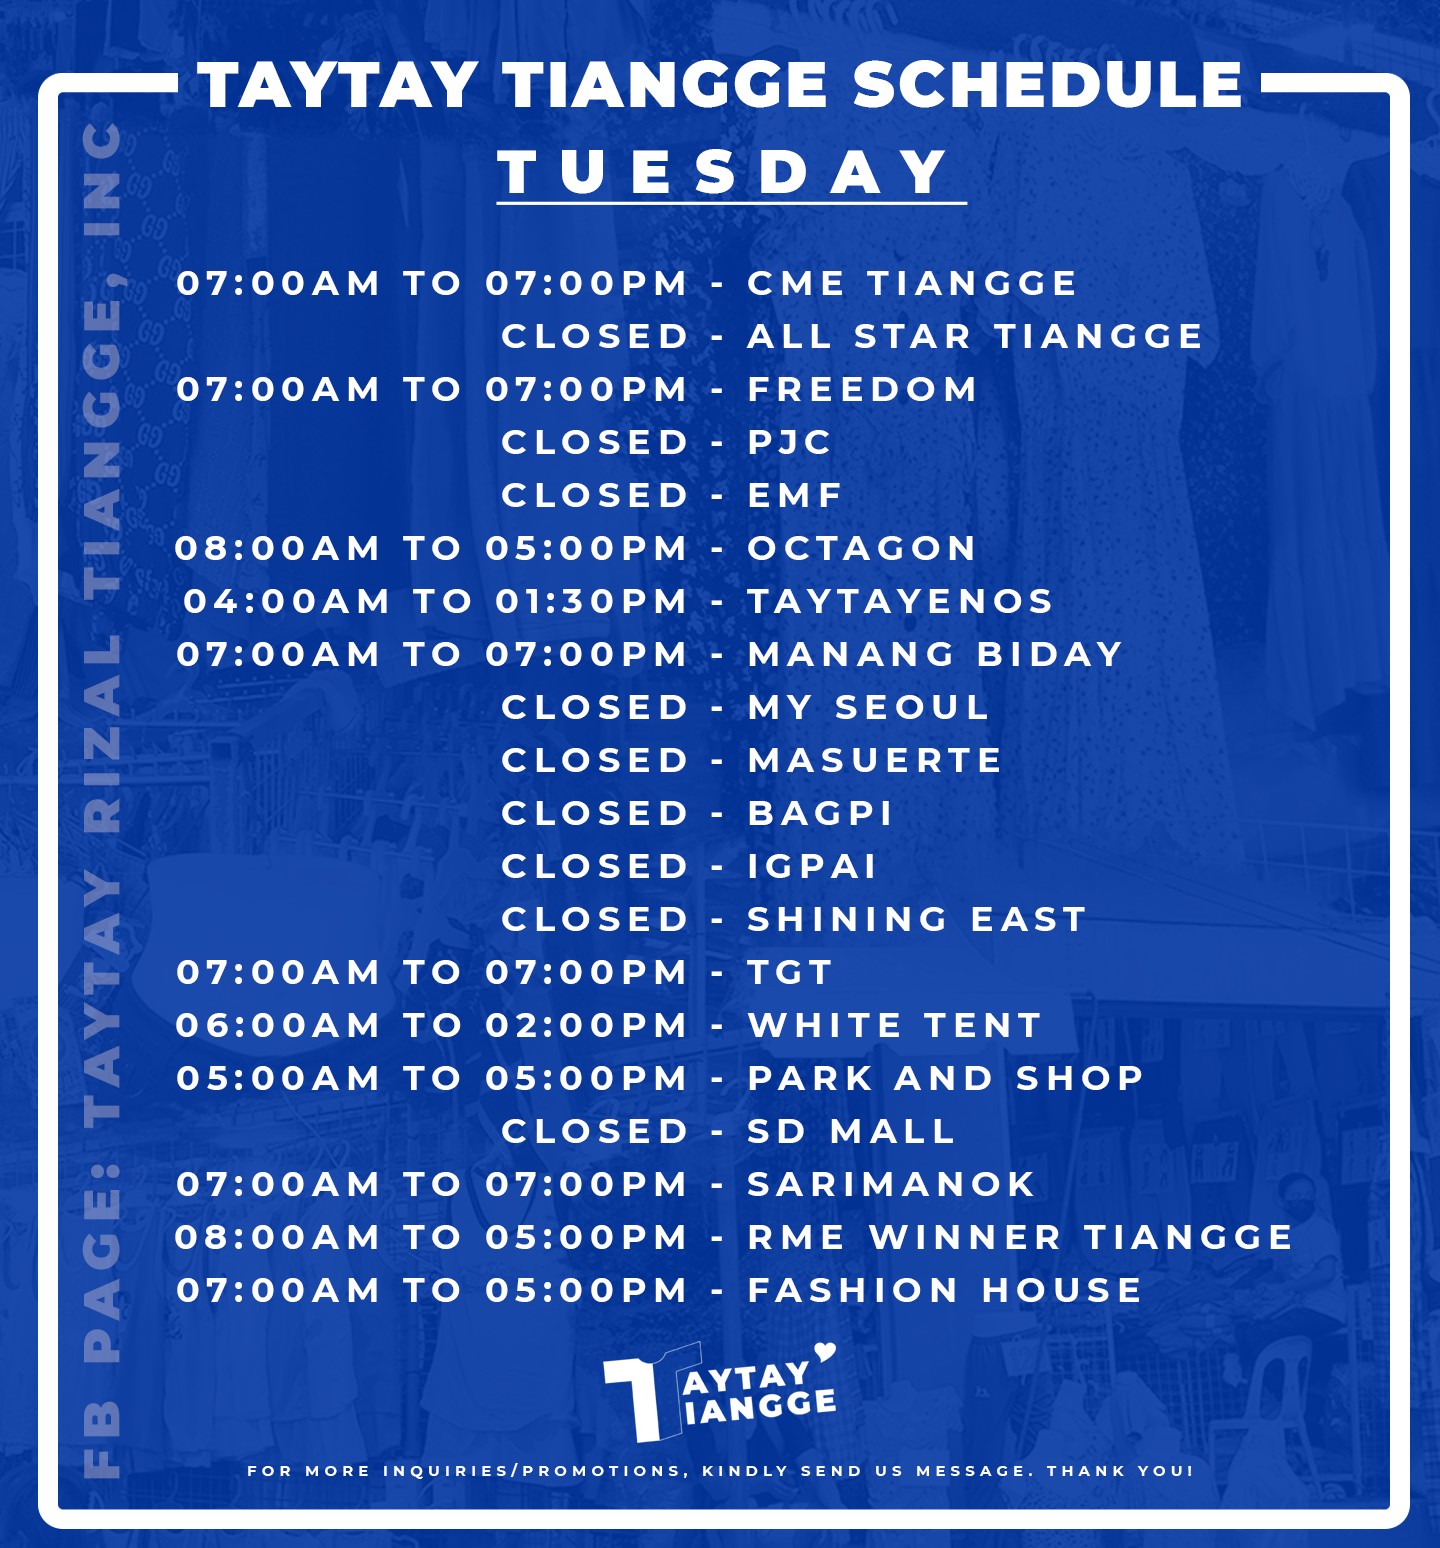 TAYTAY TIANGGE SCHEDULE
TUESDAY
07:00AM TO 07:00PM - CME TIANGGE
CLOSED - ALL STAR TIANGGE
07:00AM TO 07:00PM - FREEDOM
CLOSED - PJC
CLOSED - EMF
08:00AM TO 05:00PM - OCTAGON
04:00AM TO 01:30PM - TAYTAYENOS
07:00AM TO 07:00PM - MANANG BIDAY
CLOSED - MY SEOUL
CLOSED - MASUERTE
CLOSED - BAGPI
CLOSED - IGPAI
CLOSED - SHINING EAST
07:00AM TO 07:00PM - TGT
06:00AM TO 02:00PM - WHITE TENT
05:00AM TO 05:00PM - PARK AND SHOP
CLOSED - SD MALL
07:00AM TO 07:00PM - SARIMANOK
08:00AM TO 05:00PM - RME WINNER TIANGGE
07:00AM TO 05:00PM - FASHION HOUSE
TAYTAY
TIANGGE
FOR MORE INQUIRIES/PROMOTIONS, KINDLY SEND US MESSAGE. THANK YOU!
FB PAGE: TAYTAY RIZAL TIANGGE, INC